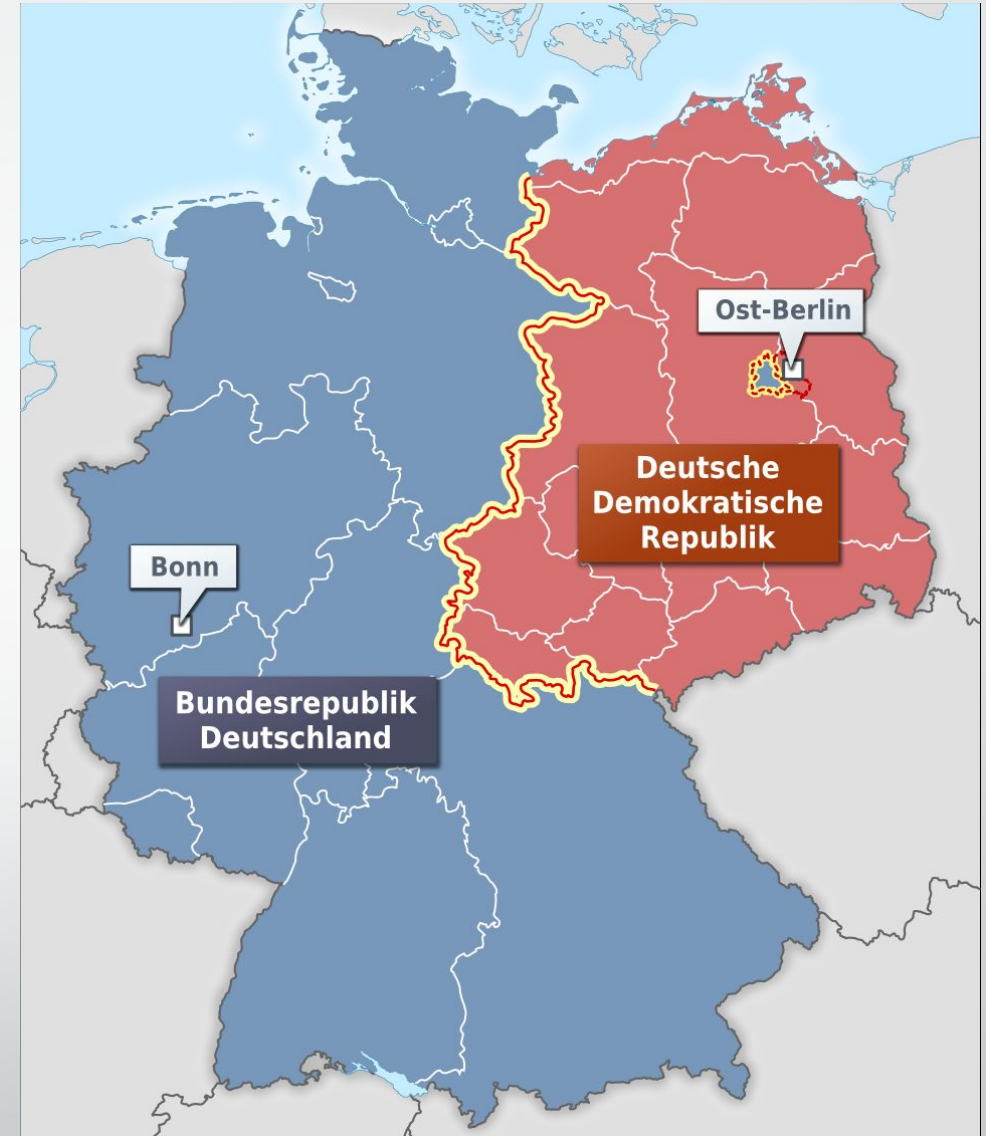 Ost-Berlin
Deutsche
Demokratische
Republik
Bonn
Bundesrepublik
Deutschland